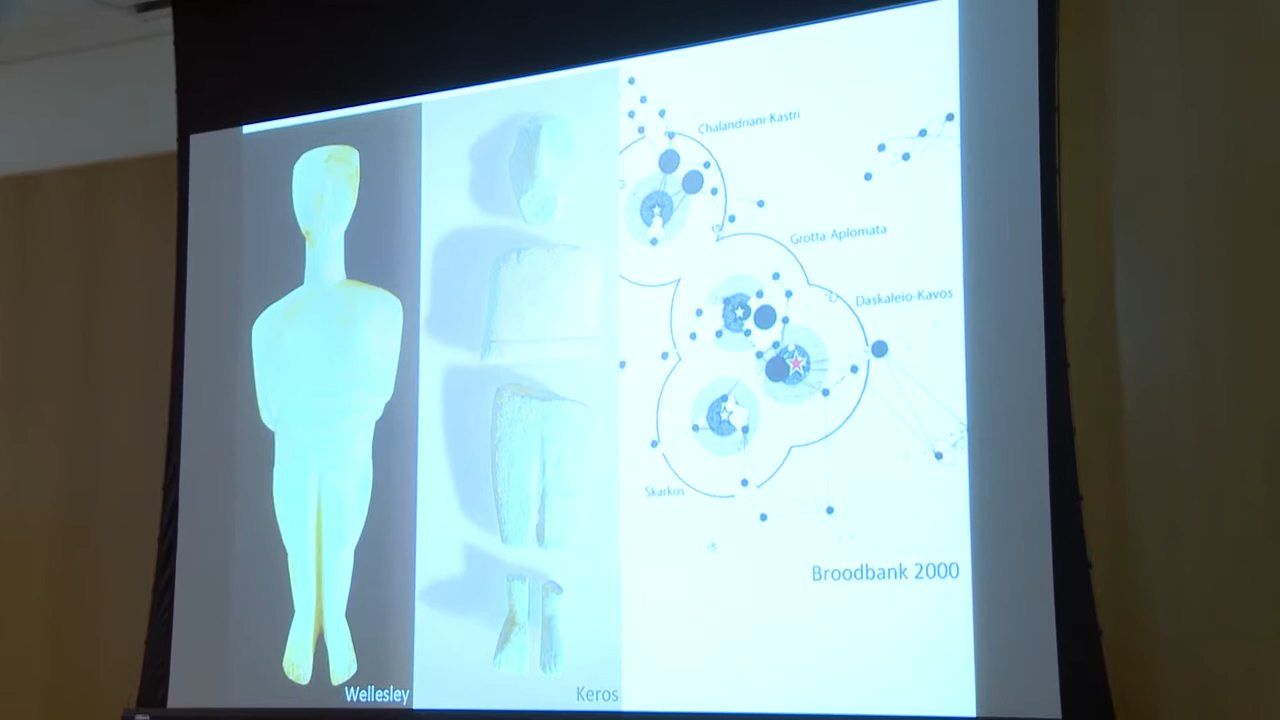 Chalandriani-Kastri
Grotta-Aplomata
Daskaleio-Kavos
Skarkos
Broodbank 2000
Wellesley
Keros